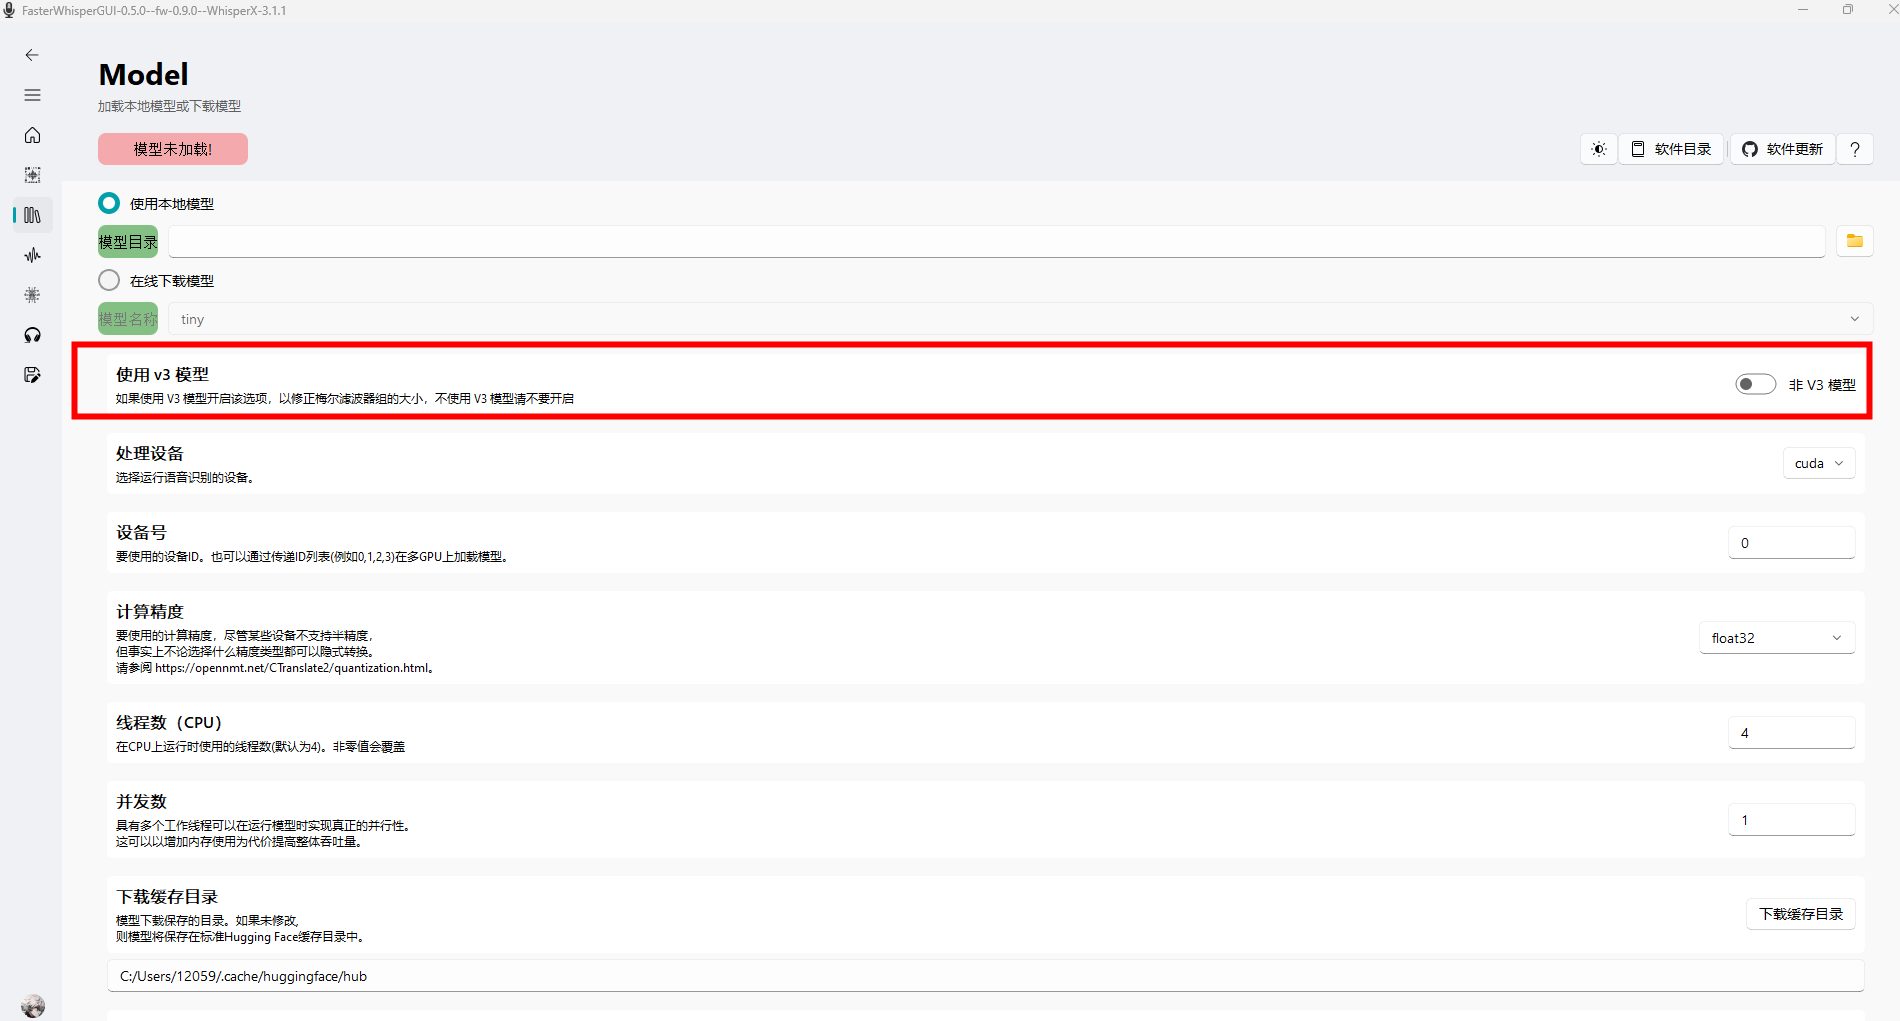 FasterWhisperGUI-0.5.0--fw-0.9.0--WhisperX-3.1.1
Model
加载本地模型或下载模型
模型未加载!
软件目录
软件更新
?
使用本地模型
模型目录
在线下载模型
模型名称
tiny
使用 v3 模型
如果使用 V3 模型开启该选项，以修正梅尔滤波器组的大小，不使用 V3 模型请不要开启
非 V3 模型
处理设备
选择运行语音识别的设备。
cuda
设备号
要使用的设备ID。也可以通过传递ID列表(例如0,1,2,3)在多GPU上加载模型。
0
计算精度
要使用的计算精度，尽管某些设备不支持半精度，
但事实上不论选择什么精度类型都可以隐式转换。
请参阅 https://opennmt.net/CTranslate2/quantization.html。
float32
线程数（CPU）
在CPU上运行时使用的线程数(默认为4)。非零值会覆盖
4
并发数
具有多个工作线程可以在运行模型时实现真正的并行性。
这可以以增加内存使用为代价提高整体吞吐量。
1
下载缓存目录
模型下载保存的目录。如果未修改,
则模型将保存在标准Hugging Face缓存目录中。
下载缓存目录
C:/Users/12059/.cache/huggingface/hub